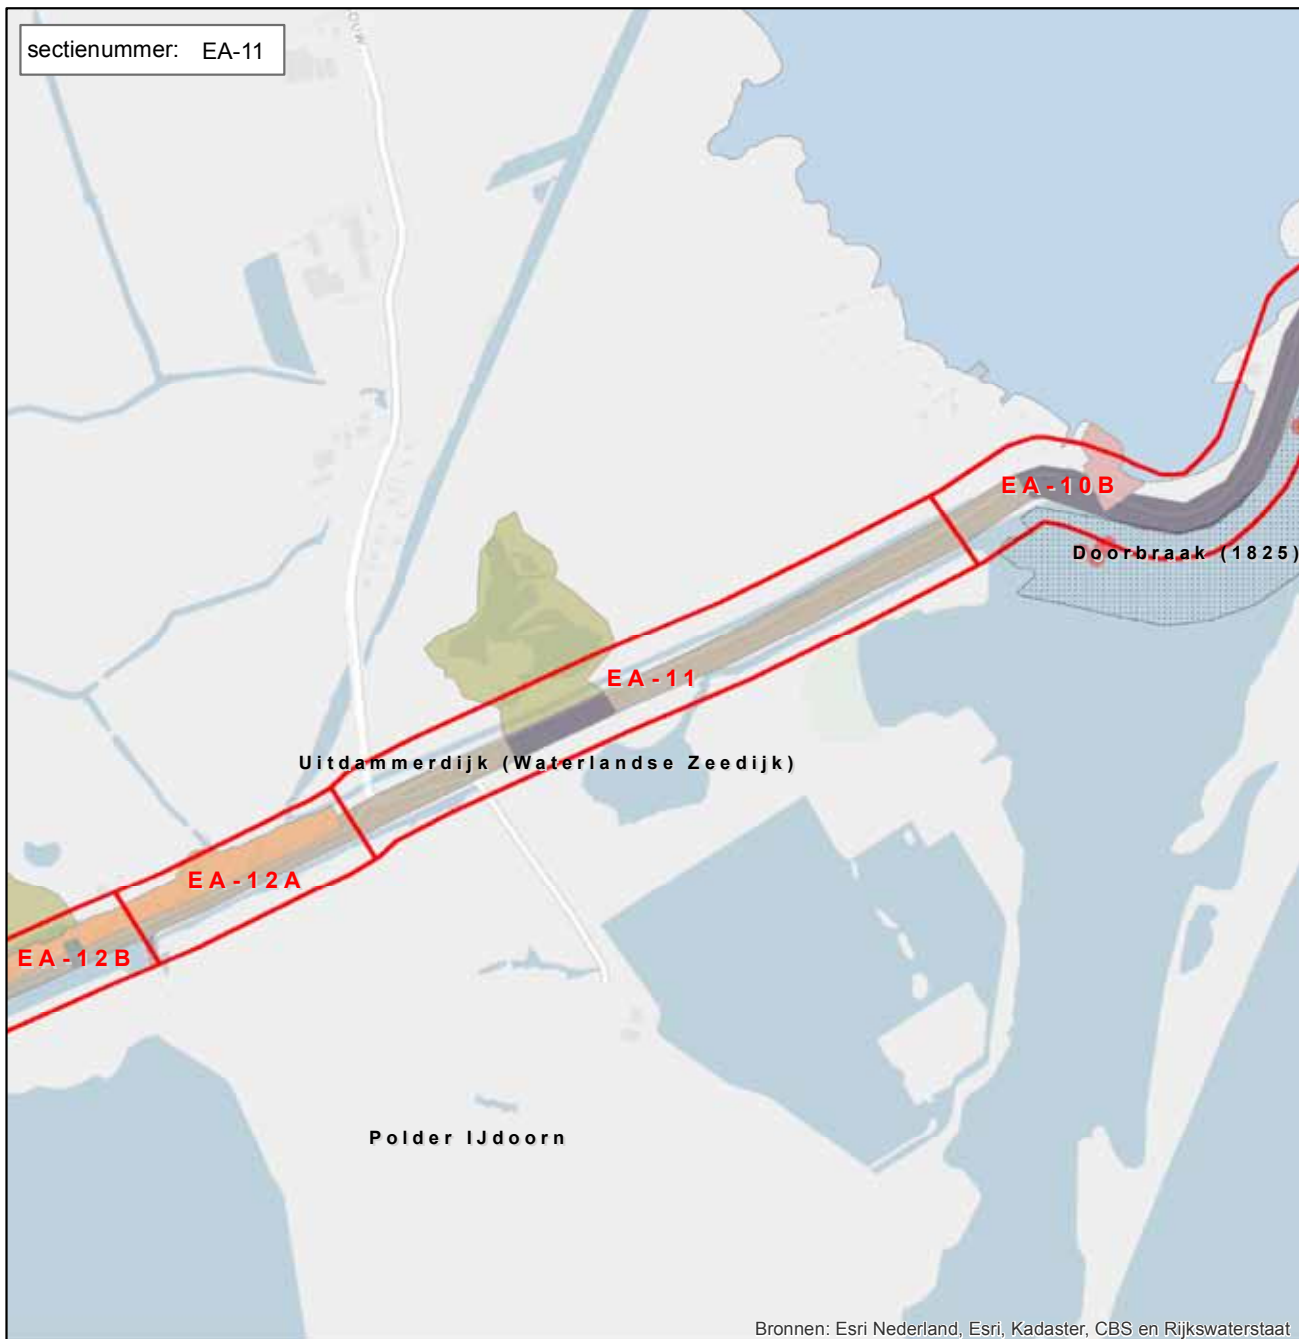 sectienummer: EA-11
OUW
EA-10B
Doorbraak (1825)
EA-11
Uitdammerdijk (Waterlandse Zeedijk)
EA-12A
EA-12B
Polder IJdoorn
Bronnen: Esri Nederland, Esri, Kadaster, CBS en Rijkswaterstaat